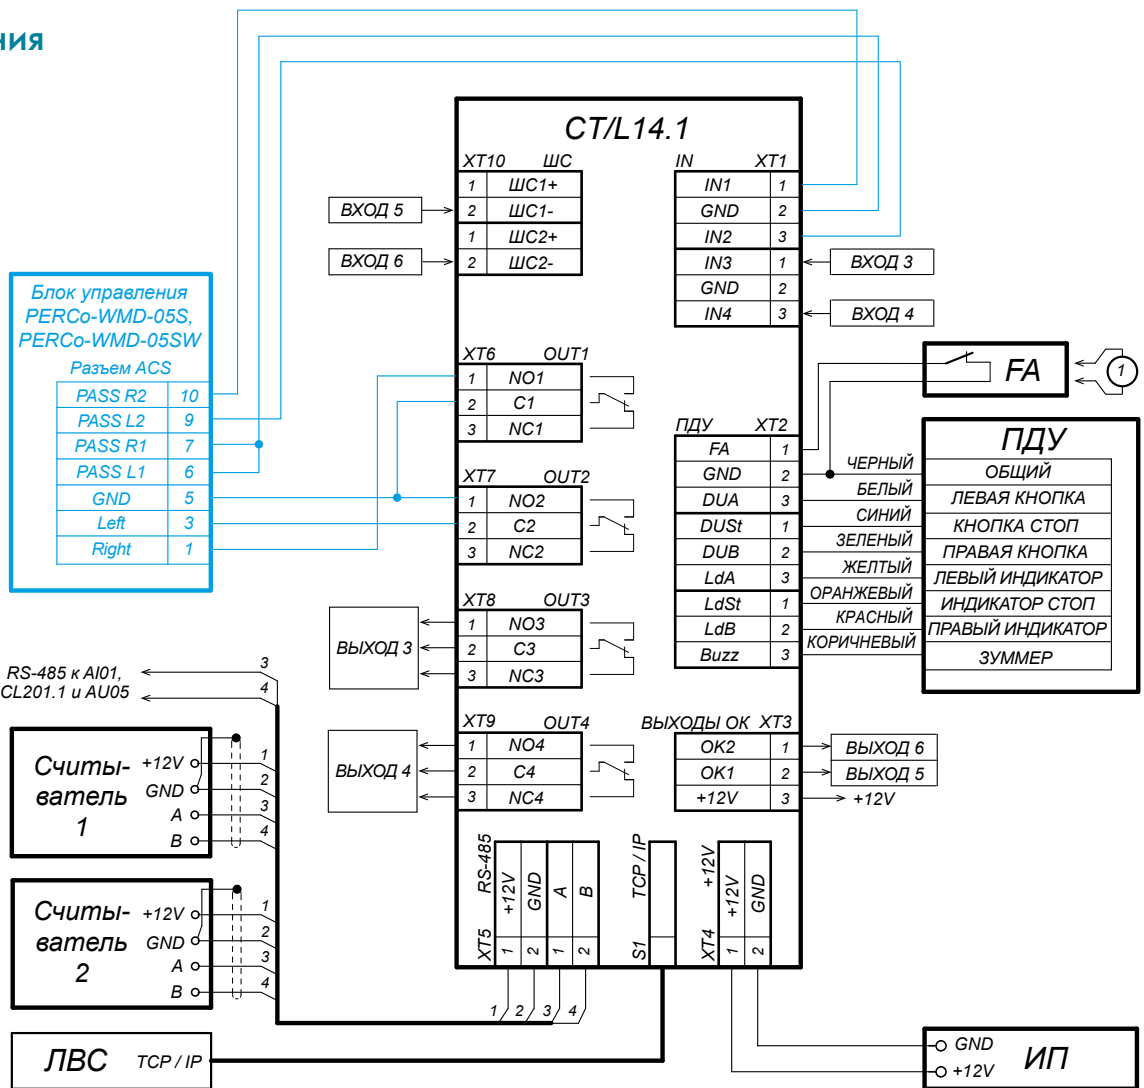 ния
CT/L14.1
XT10 ШС
1 ШС1+
2 ШС1-
1 ШС2+
2 ШС2-
ВХОД 5
ВХОД 6
IN XT1
IN1 1
GND 2
IN2 3
IN3 1
GND 2
IN4 3
ВХОД 3
ВХОД 4
Блок управления
PERCo-WMD-05S,
PERCo-WMD-05SW
Разъем ACS
PASS R2 10
PASS L2 9
PASS R1 7
PASS L1 6
GND 5
Left 3
Right 1
XT6 OUT1
1 NO1
2 C1
3 NC1
XT7 OUT2
1 NO2
2 C2
3 NC2
XT8 OUT3
1 NO3
2 C3
3 NC3
ВЫХОД 3
XT9 OUT4
1 NO4
2 C4
3 NC4
ВЫХОД 4
FA
1
ПДУ XT2
FA 1
GND 2
DUA 3
DUSt 1
DUB 2
LdA 3
LdSt 1
LdB 2
Buzz 3
ЧЕРНЫЙ
БЕЛЫЙ
СИНИЙ
ЗЕЛЕНЫЙ
ЖЕЛТЫЙ
ОРАНЖЕВЫЙ
КРАСНЫЙ
КОРИЧНЕВЫЙ
ПДУ
ОБЩИЙ
ЛЕВАЯ КНОПКА
КНОПКА СТОП
ПРАВАЯ КНОПКА
ЛЕВЫЙ ИНДИКАТОР
ИНДИКАТОР СТОП
ПРАВЫЙ ИНДИКАТОР
ЗУММЕР
ВЫХОДЫ ОК XT3
OK2 1
OK1 2
+12V 3
ВЫХОД 6
ВЫХОД 5
+12V
RS-485 к AI01,
CL201.1 и AU05
3
4
Считы-
ватель
1
+12V 1
GND 2
A 3
B 4
Считы-
ватель
2
+12V 1
GND 2
A 3
B 4
XT5 RS-485
1 +12V
2 GND
1 A
2 B
1 2 3 4
S1 TCP / IP
XT4 +12V
1 +12V
2 GND
ЛВС TCP / IP
GND
+12V
ИП